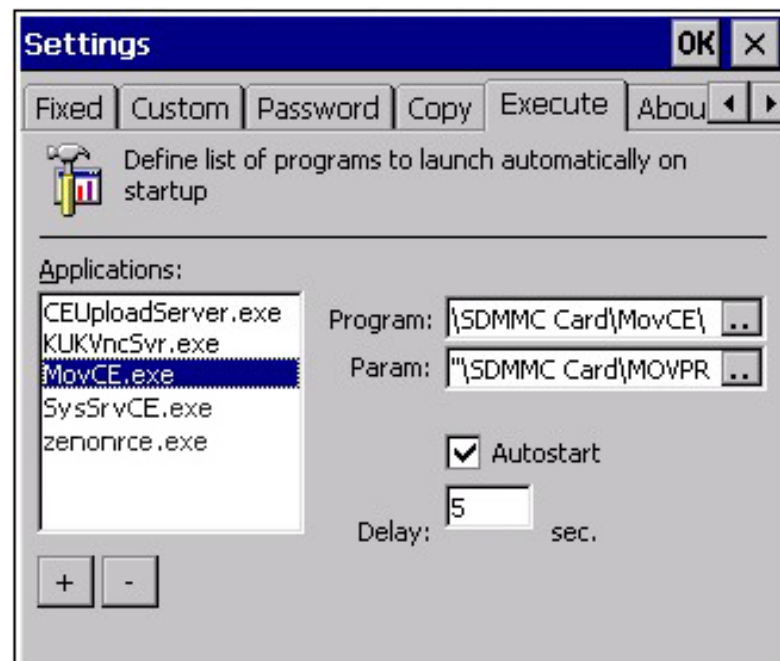 Settings OK ×
Fixed Custom Password Copy Execute Abou
Define list of programs to launch automatically on
startup
Applications:
CEUploadServer.exe
KUKVncSvr.exe
MovCE.exe
SysSrvCE.exe
zenonrce.exe
Program: \SDMMC Card\MovCE\ ..
Param: "\SDMMC Card\MOVPR ..
Autostart
Delay: 5 sec.
+ -